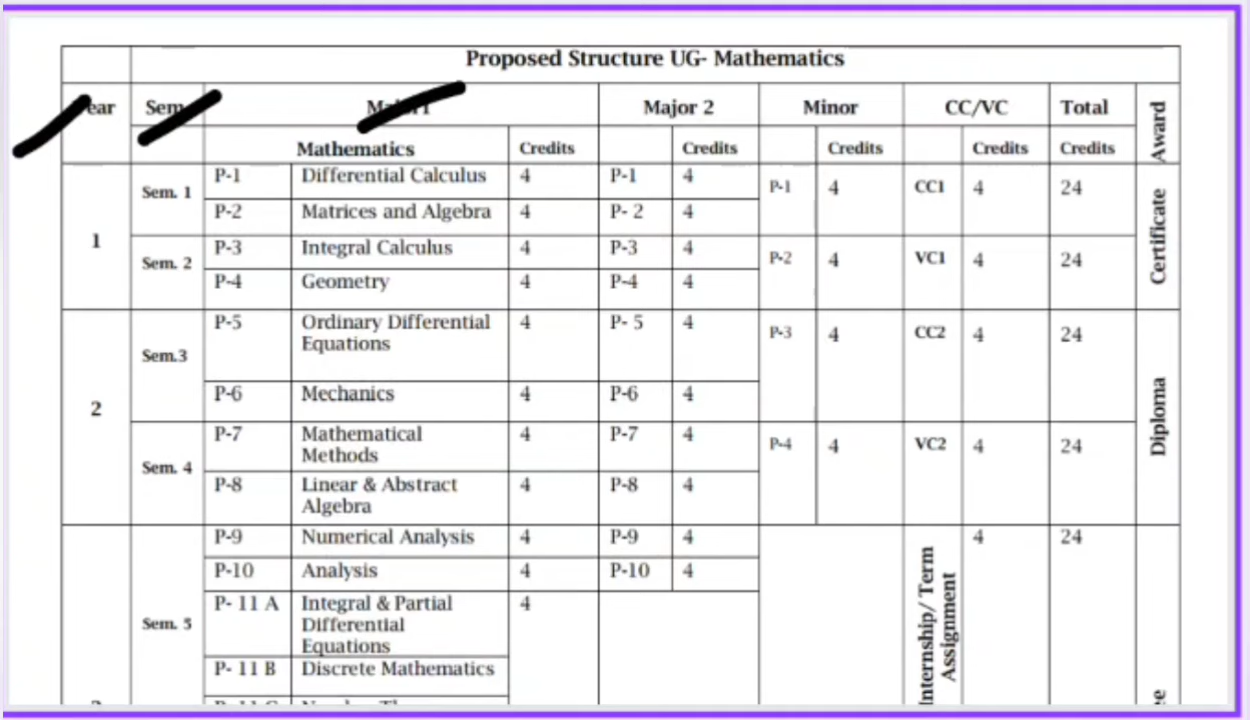 Proposed Structure UG- Mathematics
ear Sem. Major 1 Major 2 Minor CC/VC Total Award
Mathematics Credits Credits Credits Credits Credits
1 Sem. 1 P-1 Differential Calculus 4 P-1 4 P-1 4 CC1 4 24 Certificate
P-2 Matrices and Algebra 4 P- 2 4
Sem. 2 P-3 Integral Calculus 4 P-3 4 P-2 4 VC1 4 24
P-4 Geometry 4 P-4 4
2 Sem.3 P-5 Ordinary Differential 4 P- 5 4 P-3 4 CC2 4 24 Diploma
Equations
P-6 Mechanics 4 P-6 4
Sem. 4 P-7 Mathematical 4 P-7 4 P-4 4 VC2 4 24
Methods
P-8 Linear & Abstract 4 P-8 4
Algebra
Sem. 5 P-9 Numerical Analysis 4 P-9 4 Internship/ Term 4 24
Assignment
P-10 Analysis 4 P-10 4
P- 11 A Integral & Partial 4
Differential
Equations
P- 11 B Discrete Mathematics